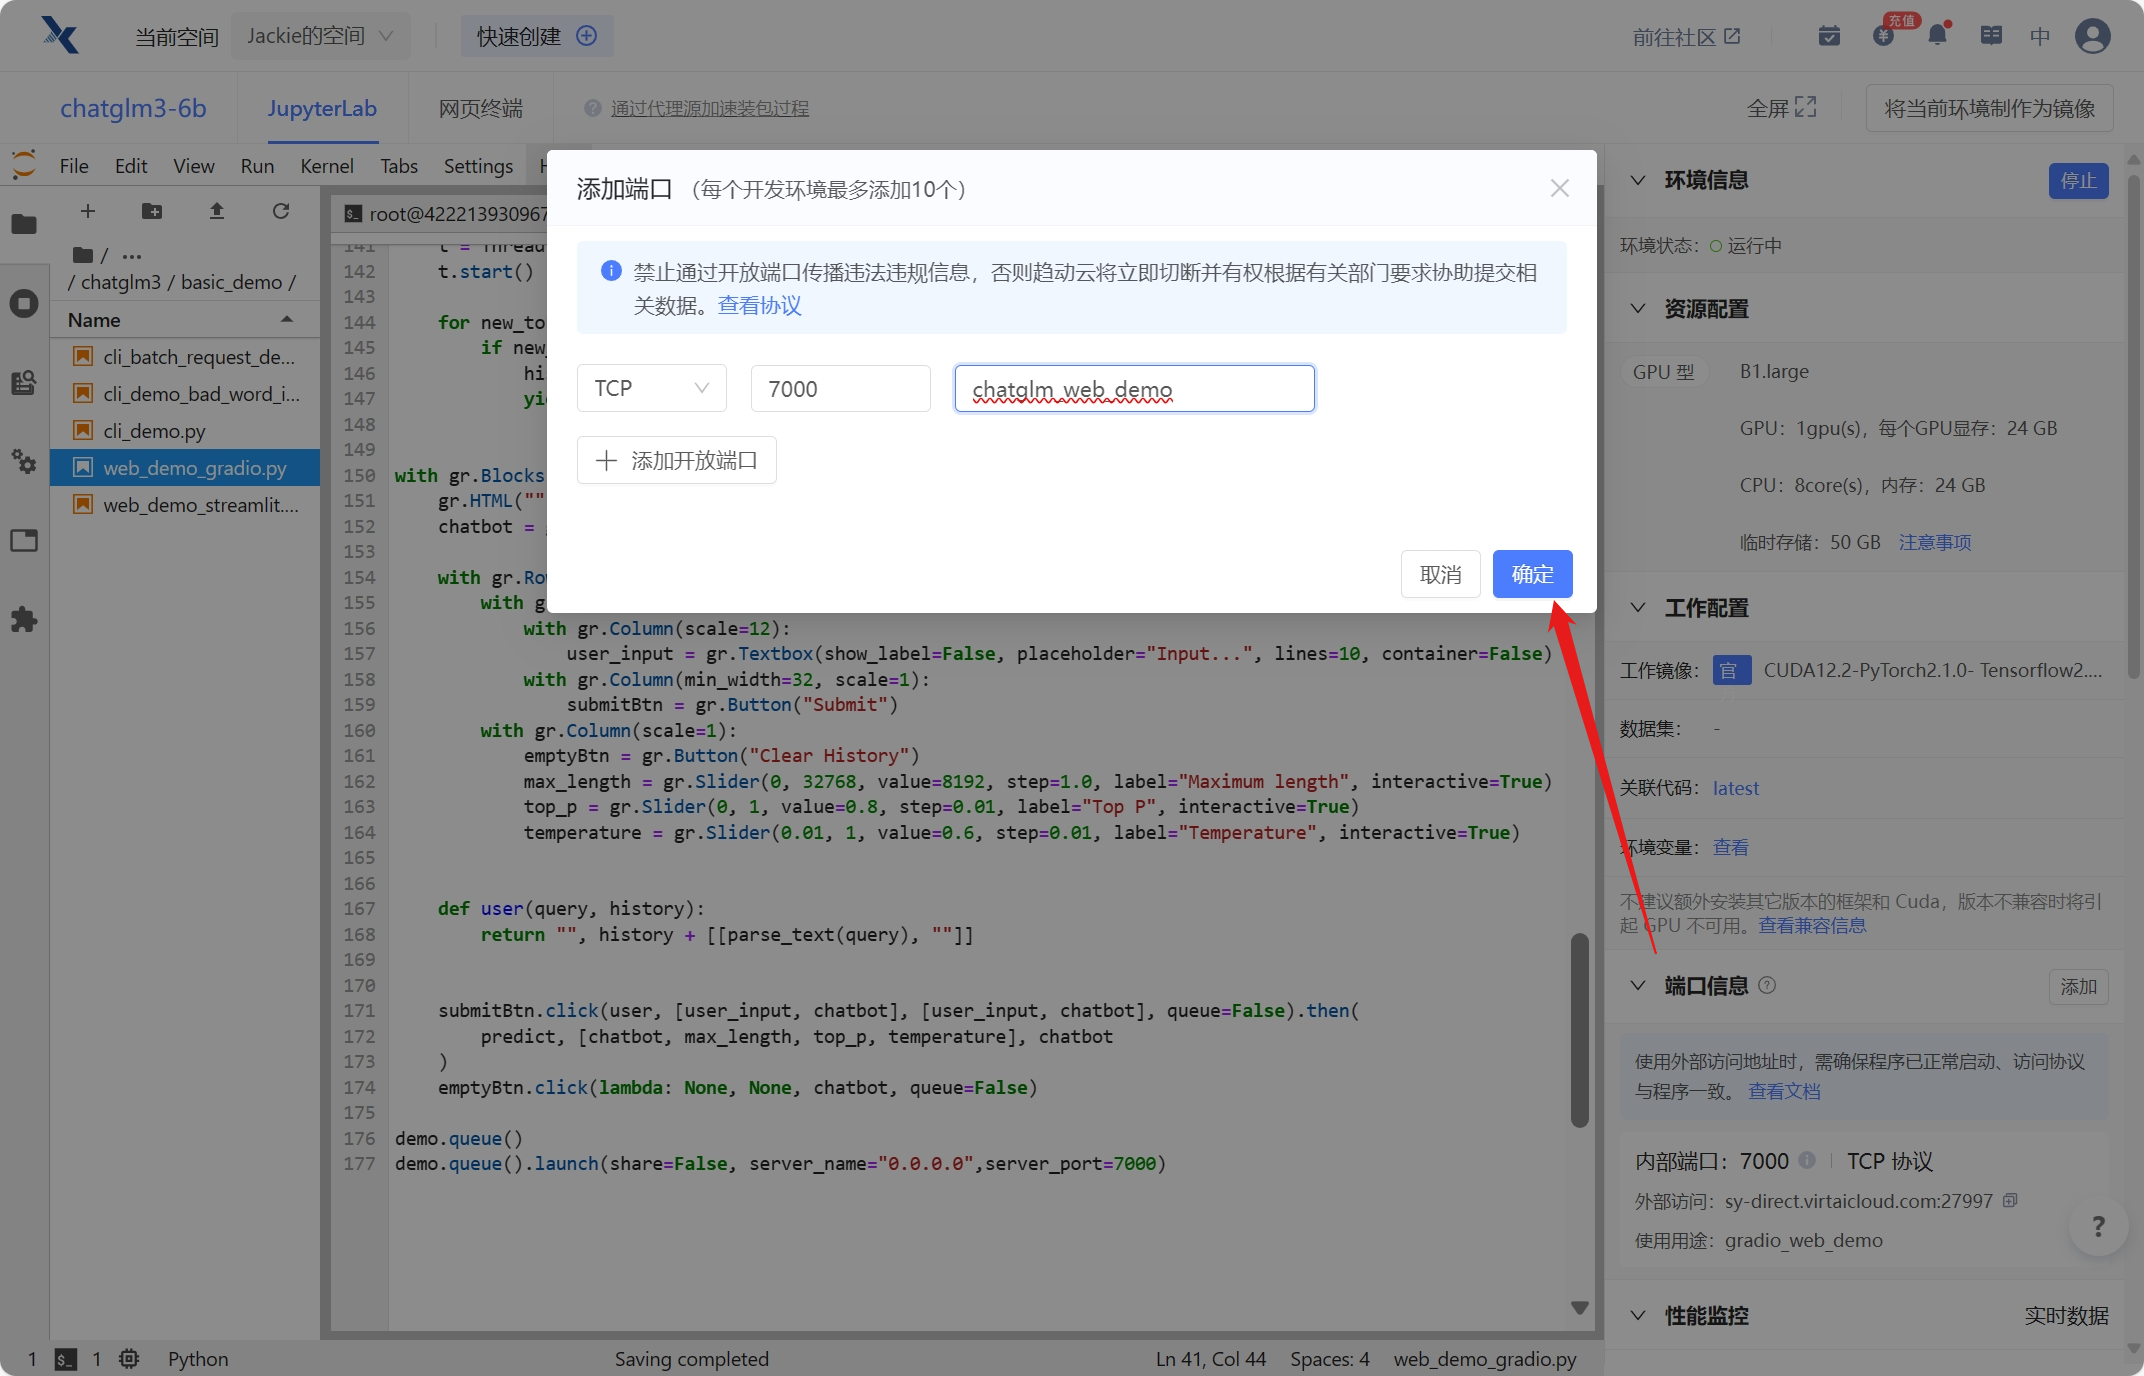 当前空间
Jackie的空间
快速创建
前往社区
充值
中
chatglm3-6b
JupyterLab
网页终端
通过代理源加速装包过程
全屏
将当前环境制作为镜像
File Edit View Run Kernel Tabs Settings
/ ...
/ chatglm3 / basic_demo /
Name
cli_batch_request_de...
cli_demo_bad_word_i...
cli_demo.py
web_demo_gradio.py
web_demo_streamlit....
root@42221393096
添加端口 (每个开发环境最多添加10个)
禁止通过开放端口传播违法违规信息，否则趋动云将立即切断并有权根据有关部门要求协助提交相
关数据。查看协议
TCP
7000
chatglm_web_demo
添加开放端口
取消
确定
141 t = Thread
142 t.start()
143
144 for new_to
145 if new_
146 hi
147 yi
148
149
150 with gr.Blocks
151 gr.HTML(""
152 chatbot =
153
154 with gr.Ro
155 with g
156 with gr.Column(scale=12):
157 user_input = gr.Textbox(show_label=False, placeholder="Input...", lines=10, container=False)
158 with gr.Column(min_width=32, scale=1):
159 submitBtn = gr.Button("Submit")
160 with gr.Column(scale=1):
161 emptyBtn = gr.Button("Clear History")
162 max_length = gr.Slider(0, 32768, value=8192, step=1.0, label="Maximum length", interactive=True)
163 top_p = gr.Slider(0, 1, value=0.8, step=0.01, label="Top P", interactive=True)
164 temperature = gr.Slider(0.01, 1, value=0.6, step=0.01, label="Temperature", interactive=True)
165
166
167 def user(query, history):
168 return "", history + [[parse_text(query), ""]]
169
170
171 submitBtn.click(user, [user_input, chatbot], [user_input, chatbot], queue=False).then(
172 predict, [chatbot, max_length, top_p, temperature], chatbot
173 )
174 emptyBtn.click(lambda: None, None, chatbot, queue=False)
175
176 demo.queue()
177 demo.queue().launch(share=False, server_name="0.0.0.0",server_port=7000)
环境信息
停止
环境状态：运行中
资源配置
GPU 型
B1.large
GPU：1gpu(s)，每个GPU显存：24 GB
CPU：8core(s)，内存：24 GB
临时存储：50 GB 注意事项
工作配置
工作镜像： 官 CUDA12.2-PyTorch2.1.0- Tensorflow2....
数据集： -
关联代码： latest
环境变量： 查看
不建议额外安装其它版本的框架和 Cuda，版本不兼容时将引
起 GPU 不可用。查看兼容信息
端口信息
添加
使用外部访问地址时，需确保程序已正常启动、访问协议
与程序一致。 查看文档
内部端口：7000 TCP 协议
外部访问：sy-direct.virtaicloud.com:27997
使用用途：gradio_web_demo
?
性能监控
实时数据
1 1 Python
Saving completed
Ln 41, Col 44 Spaces: 4 web_demo_gradio.py